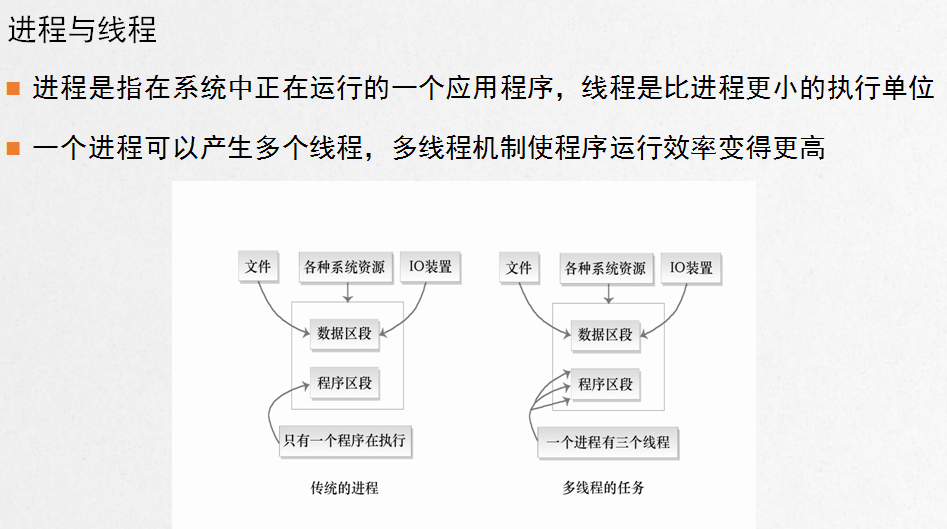 进程与线程
进程是指在系统中正在运行的一个应用程序，线程是比进程更小的执行单位
一个进程可以产生多个线程，多线程机制使程序运行效率变得更高
文件
各种系统资源
IO装置
数据区段
程序区段
只有一个程序在执行
传统的进程
文件
各种系统资源
IO装置
数据区段
程序区段
一个进程有三个线程
多线程的任务